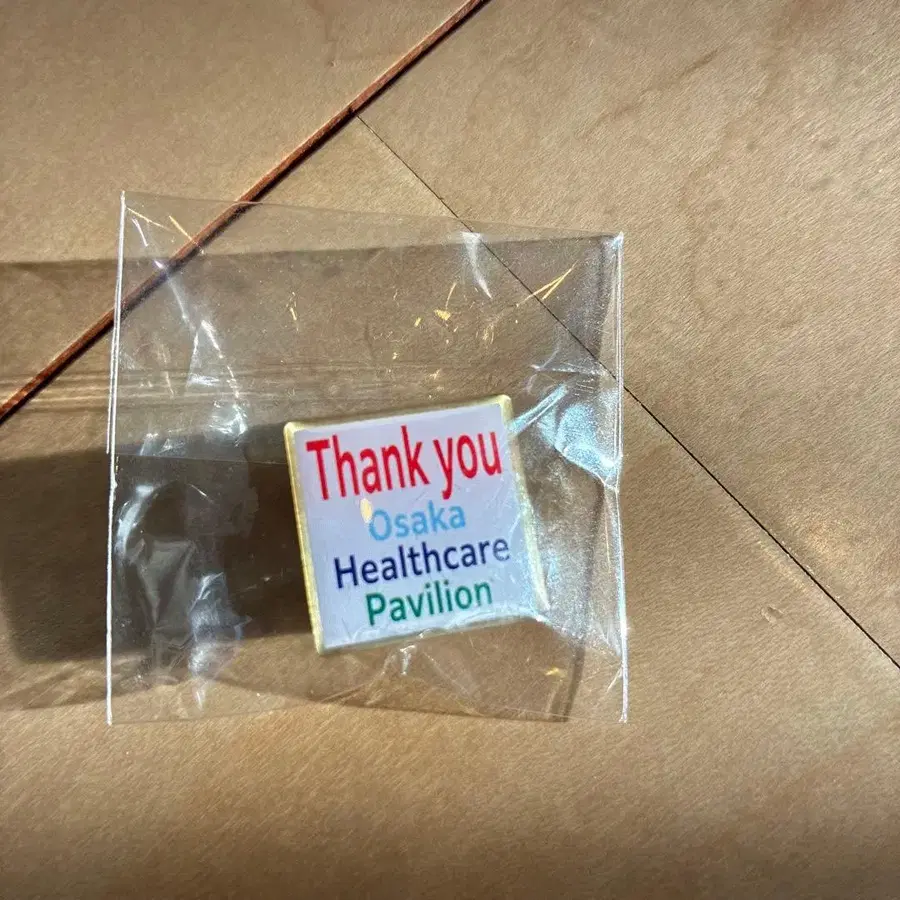 Thank you
Osaka
Healthcare
Pavilion